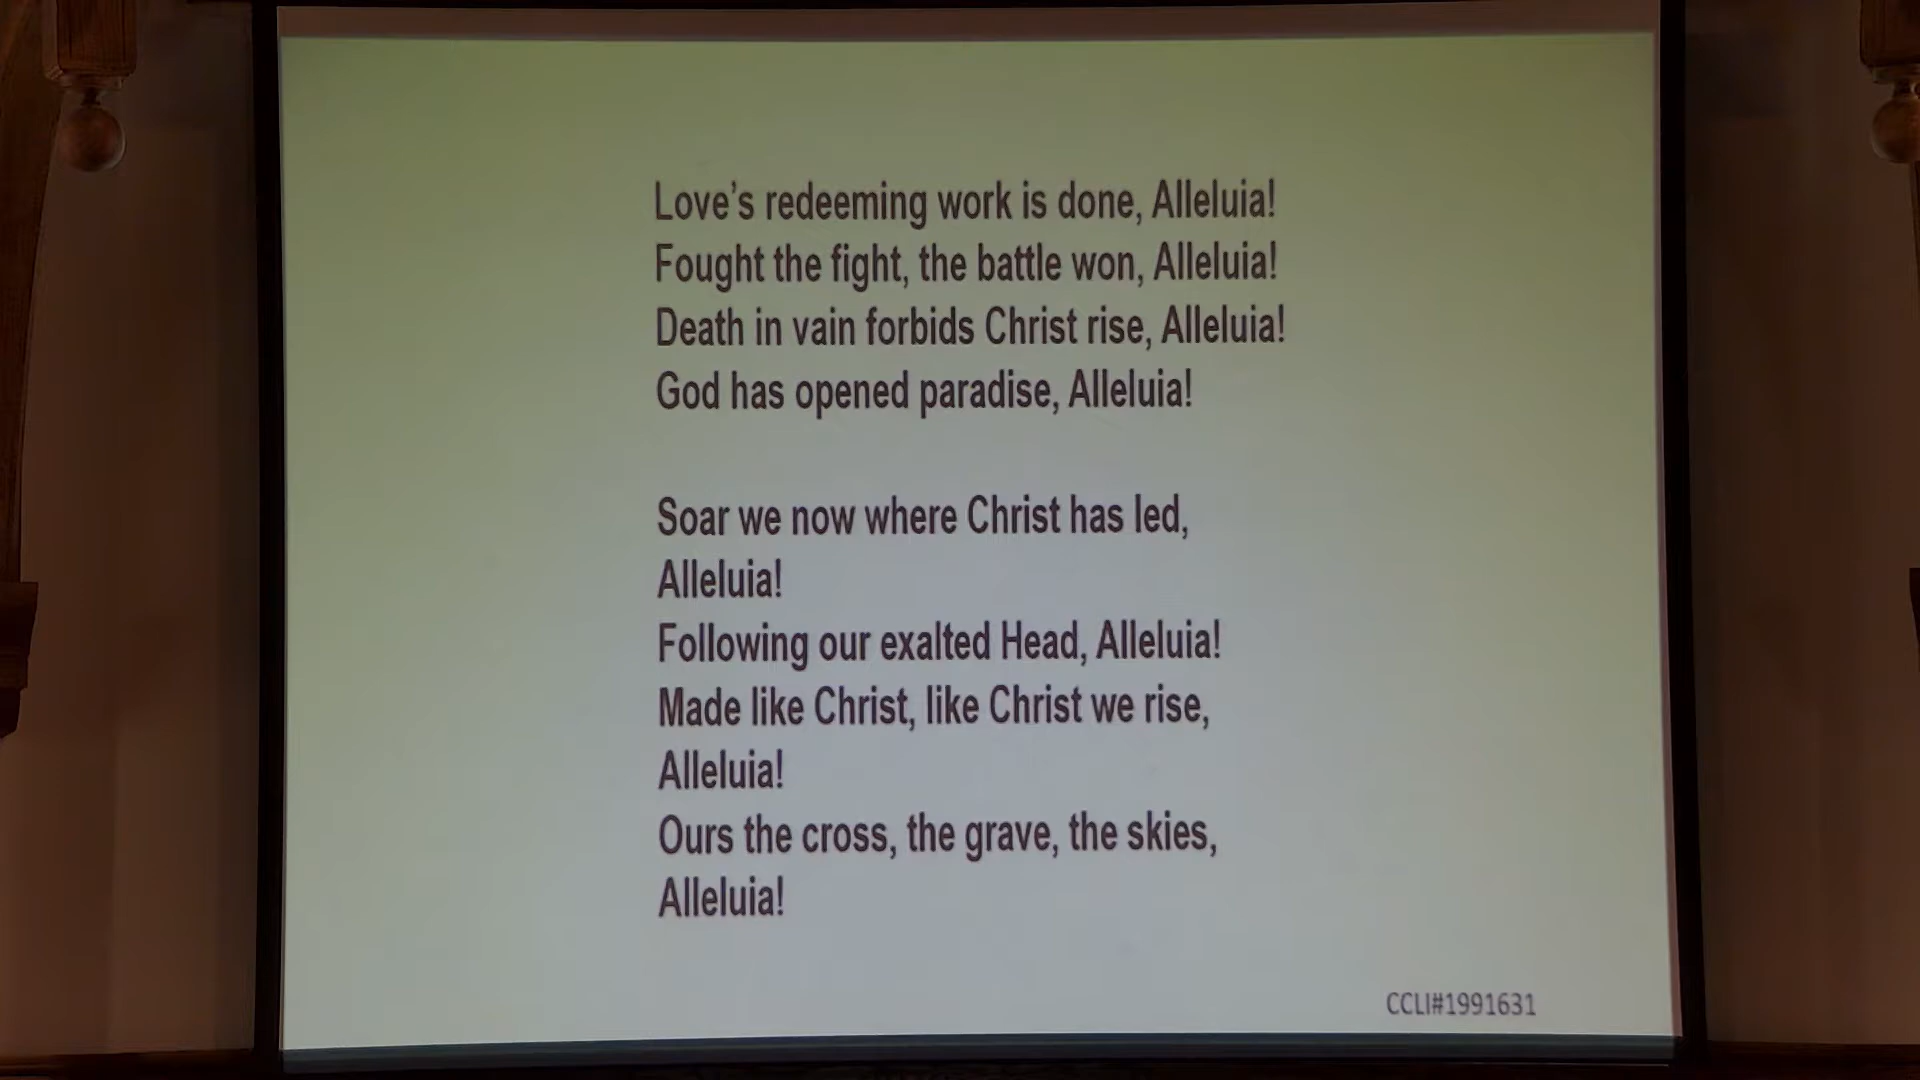 Love's redeeming work is done, Alleluia!
Fought the fight, the battle won, Alleluia!
Death in vain forbids Christ rise, Alleluia!
God has opened paradise, Alleluia!
Soar we now where Christ has led,
Alleluia!
Following our exalted Head, Alleluia!
Made like Christ, like Christ we rise,
Alleluia!
Ours the cross, the grave, the skies,
Alleluia!
CCLI#1991631